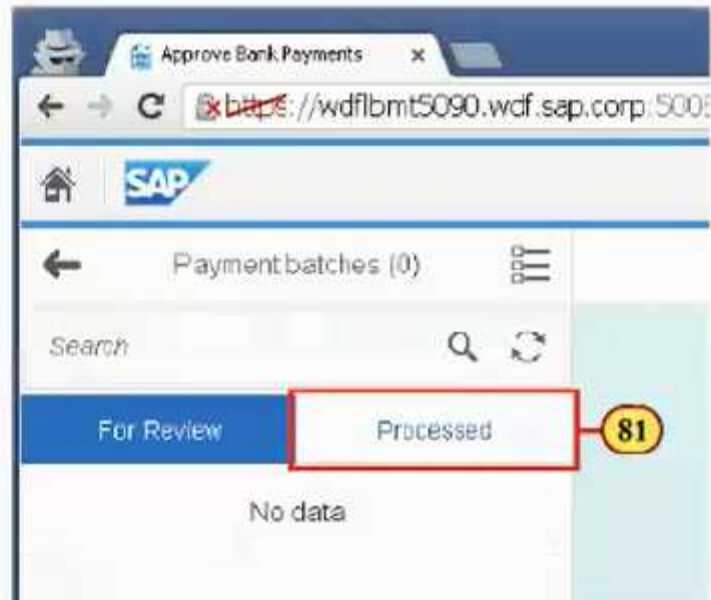 Approve Bank Payments
https://wdflbmt5090.wdf.sap.corp:500
SAP
Payment batches (0)
Search
For Review
Processed
81
No data